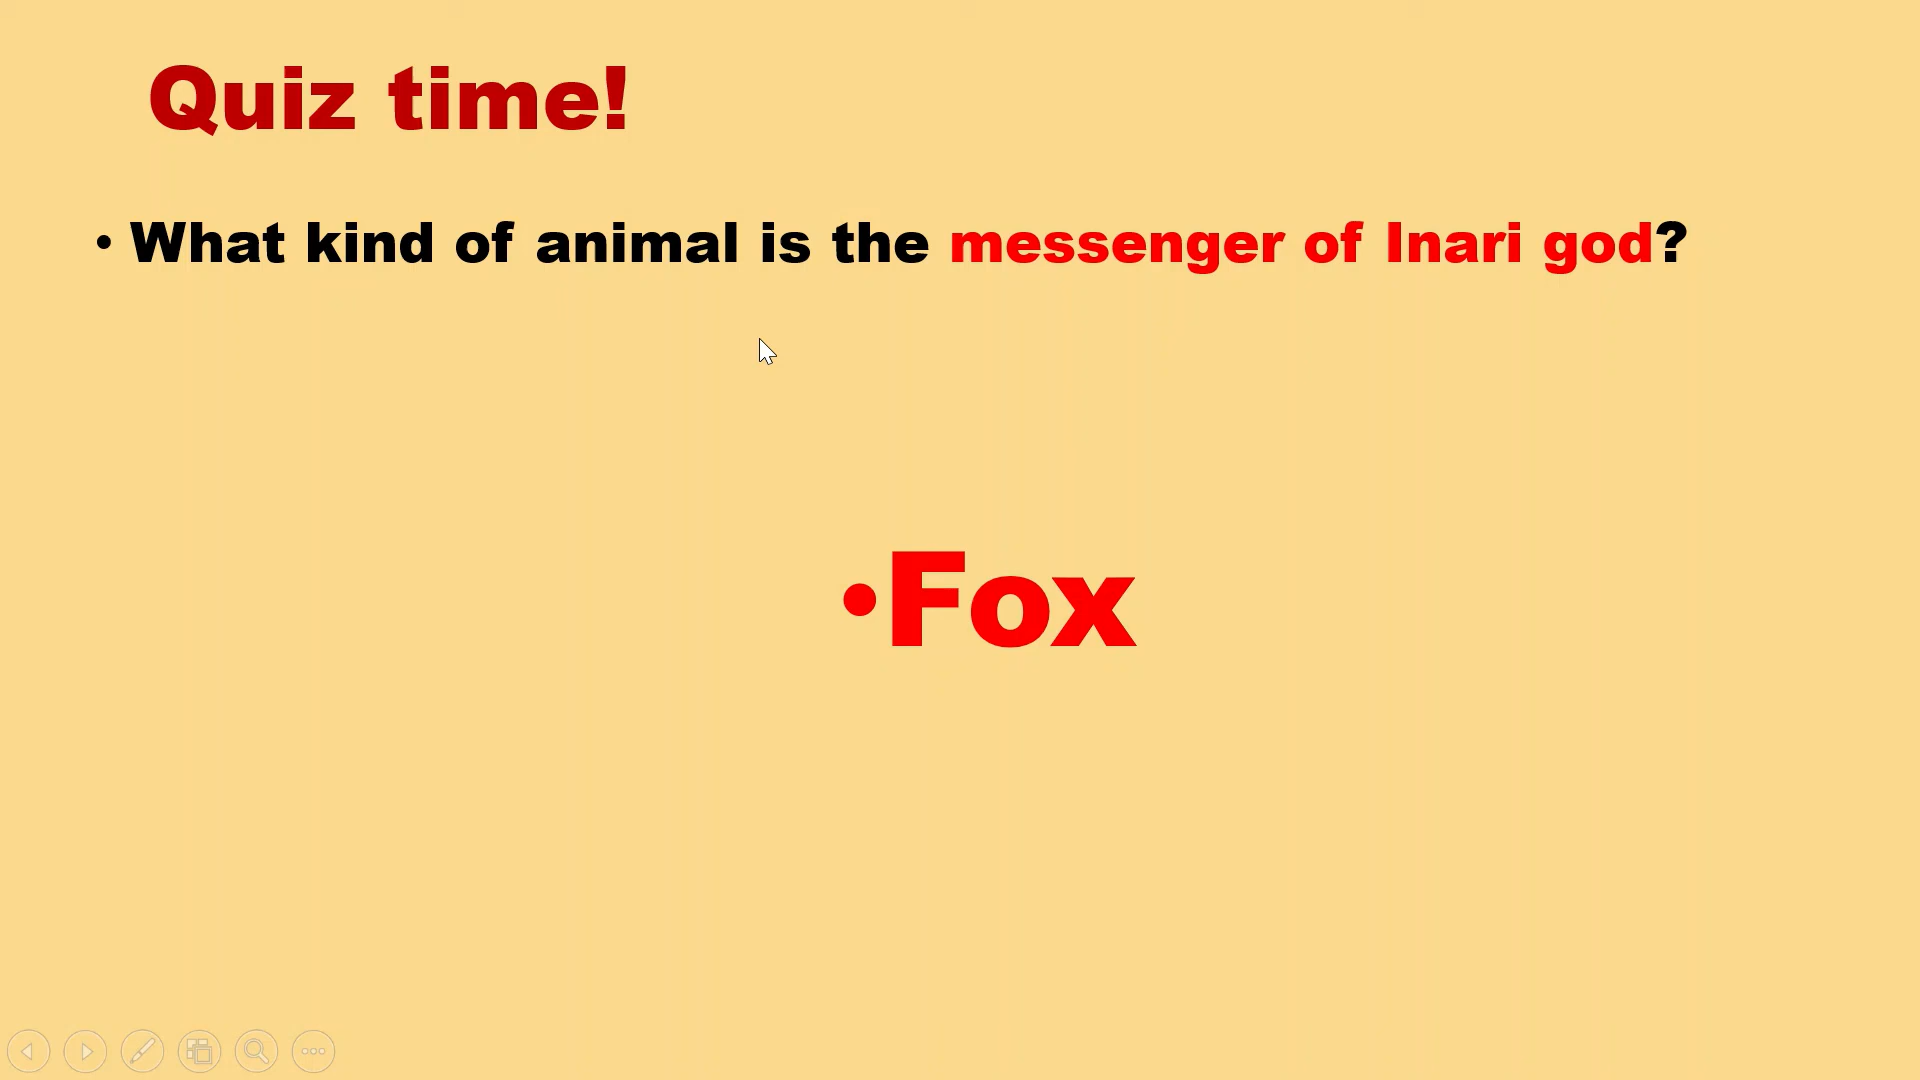 Quiz time!
• What kind of animal is the messenger of Inari god?
•Fox